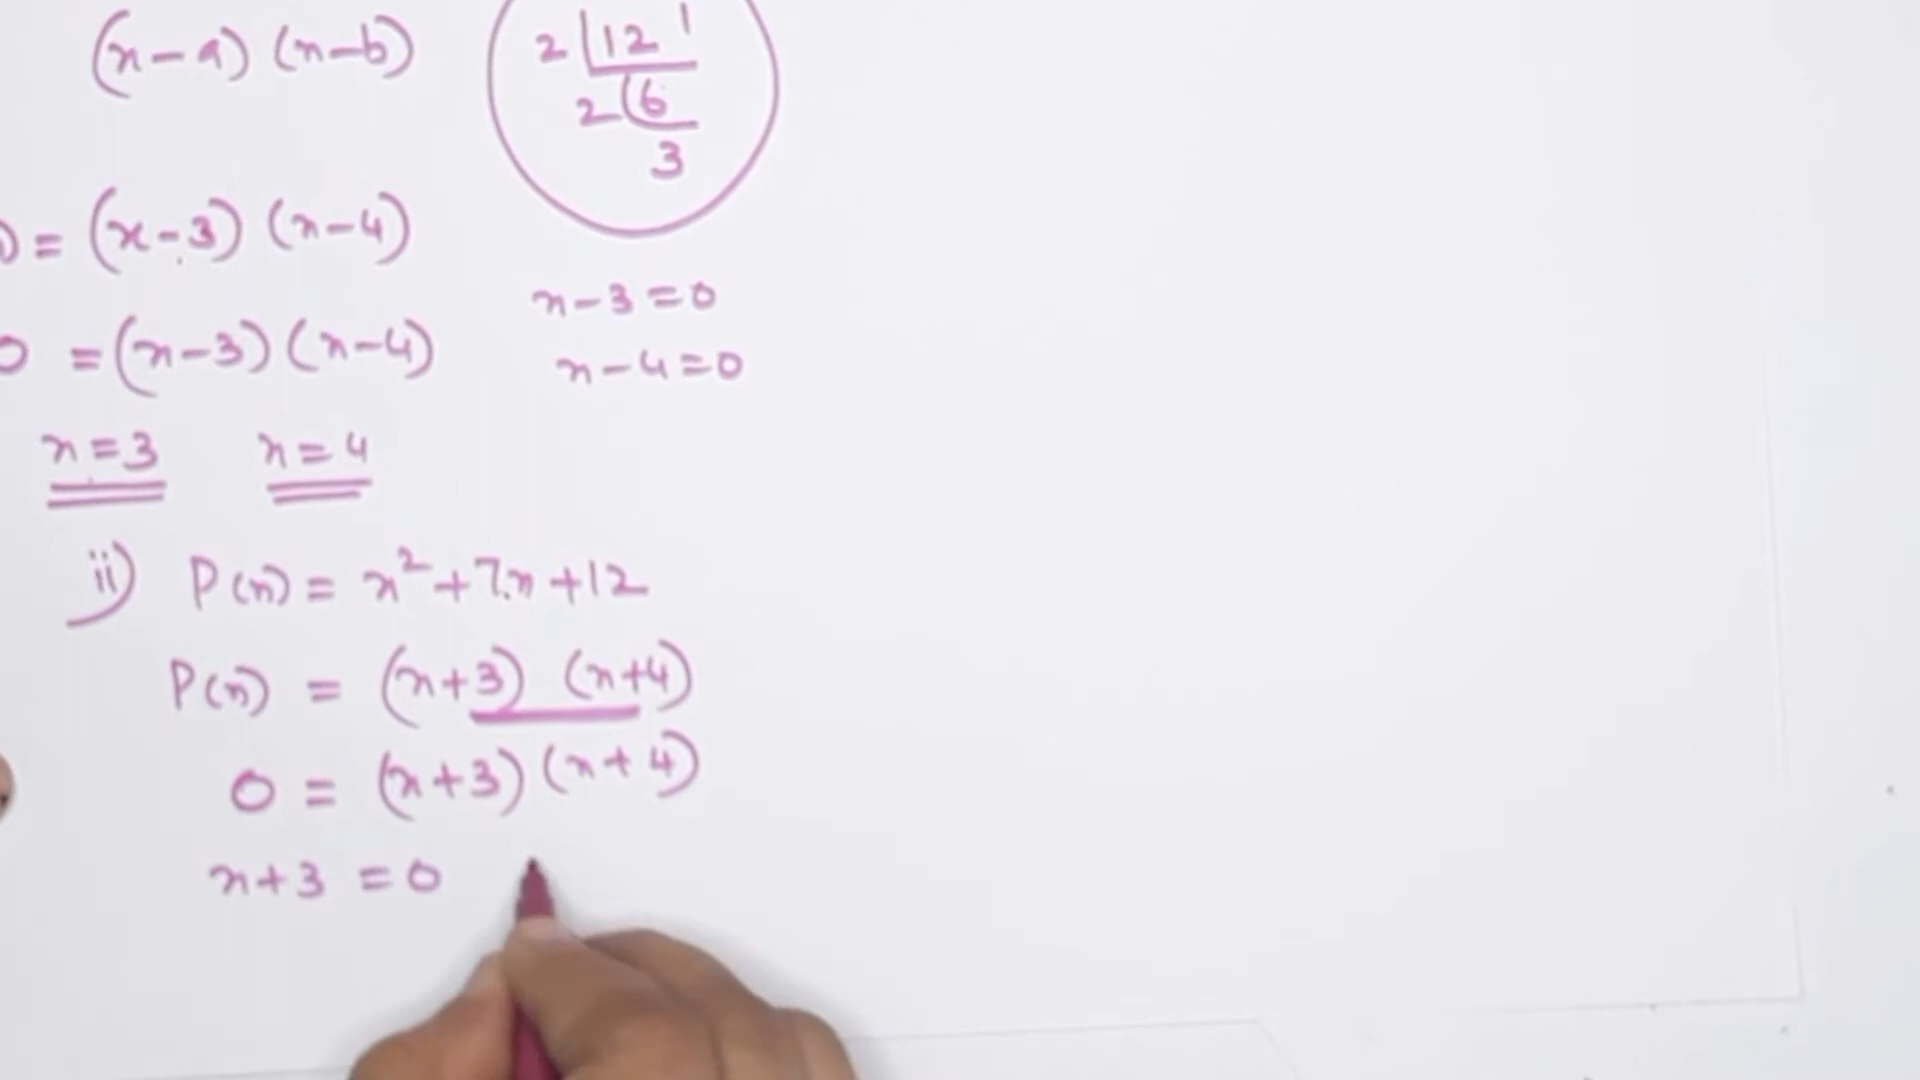 (x-a) (x-b)
2 12 1
2 6
3
) = (x-3) (x-4)
0 = (x-3) (x-4)
x-3=0
x-4=0
x=3 x=4
ii) P(x) = x²+7x+12
P(x) = (x+3) (x+4)
0 = (x+3) (x+4)
x+3 =0